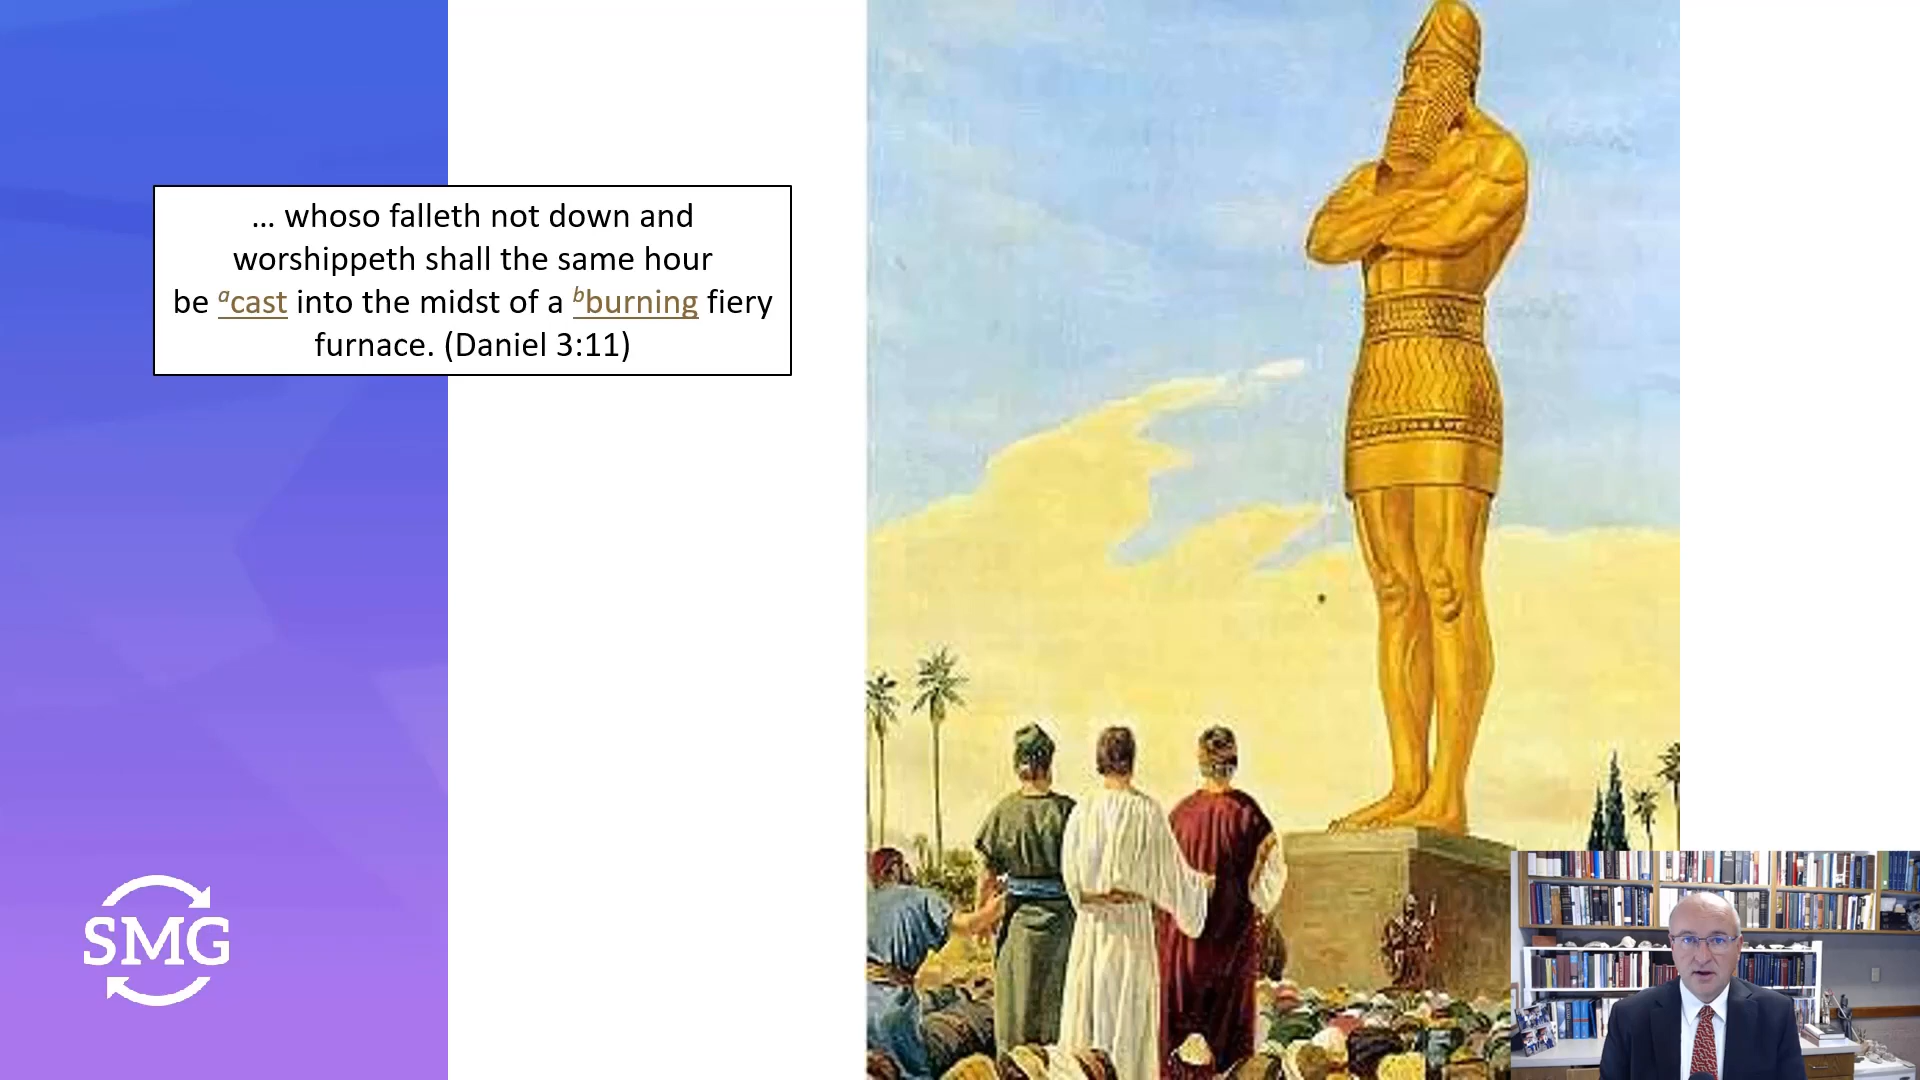 … whoso falleth not down and
worshippeth shall the same hour
be ᵃcast into the midst of a ᵇburning fiery
furnace. (Daniel 3:11)
SMG